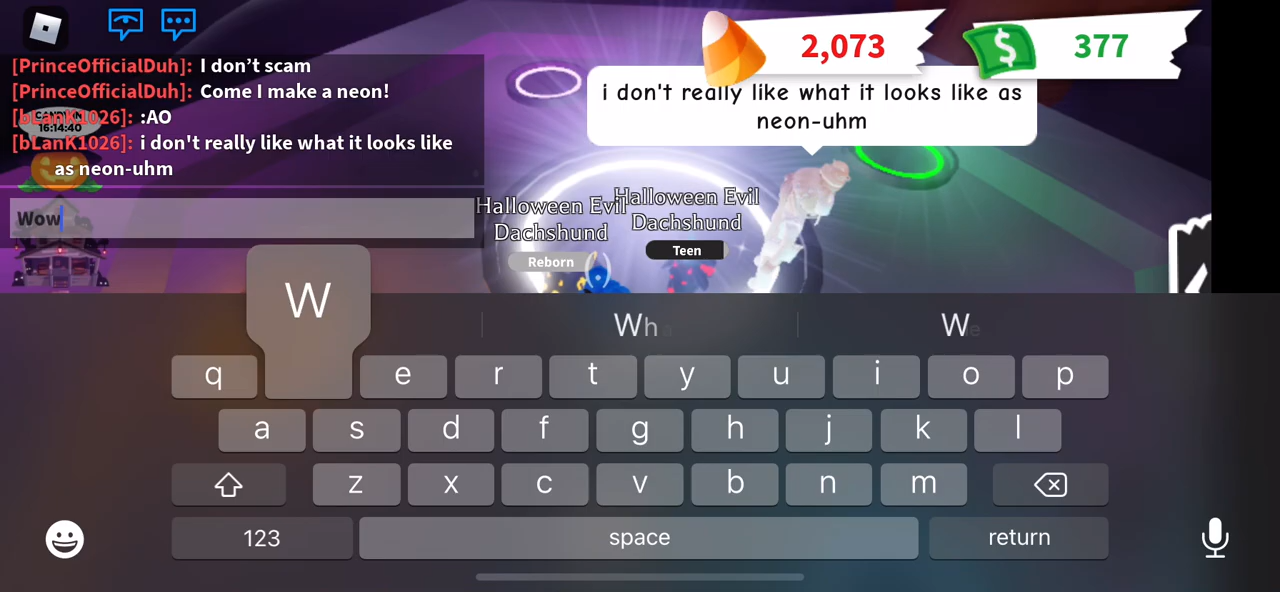 2,073
377
[PrinceOfficialDuh]: I don't scam
[PrinceOfficialDuh]: Come I make a neon!
[bLanK1026]: :AO
[bLanK1026]: i don't really like what it looks like
as neon-uhm
16:14:40
Wow
i don't really like what it looks like as
neon-uhm
Halloween Evil
Dachshund
Reborn
Halloween Evil
Dachshund
Teen
W
Wha We
q e r t y u i o p
a s d f g h j k l
z x c v b n m
123 space return